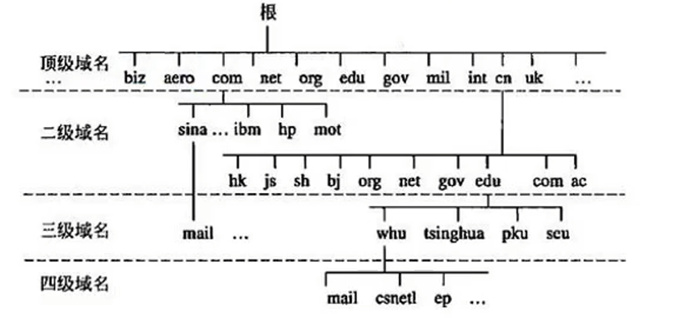 根
顶级域名 biz aero com net org edu gov mil int cn uk ...
...
二级域名 sina ... ibm hp mot
hk js sh bj org net gov edu com ac
三级域名 mail ... whu tsinghua pku scu
四级域名 mail csnetl ep ...